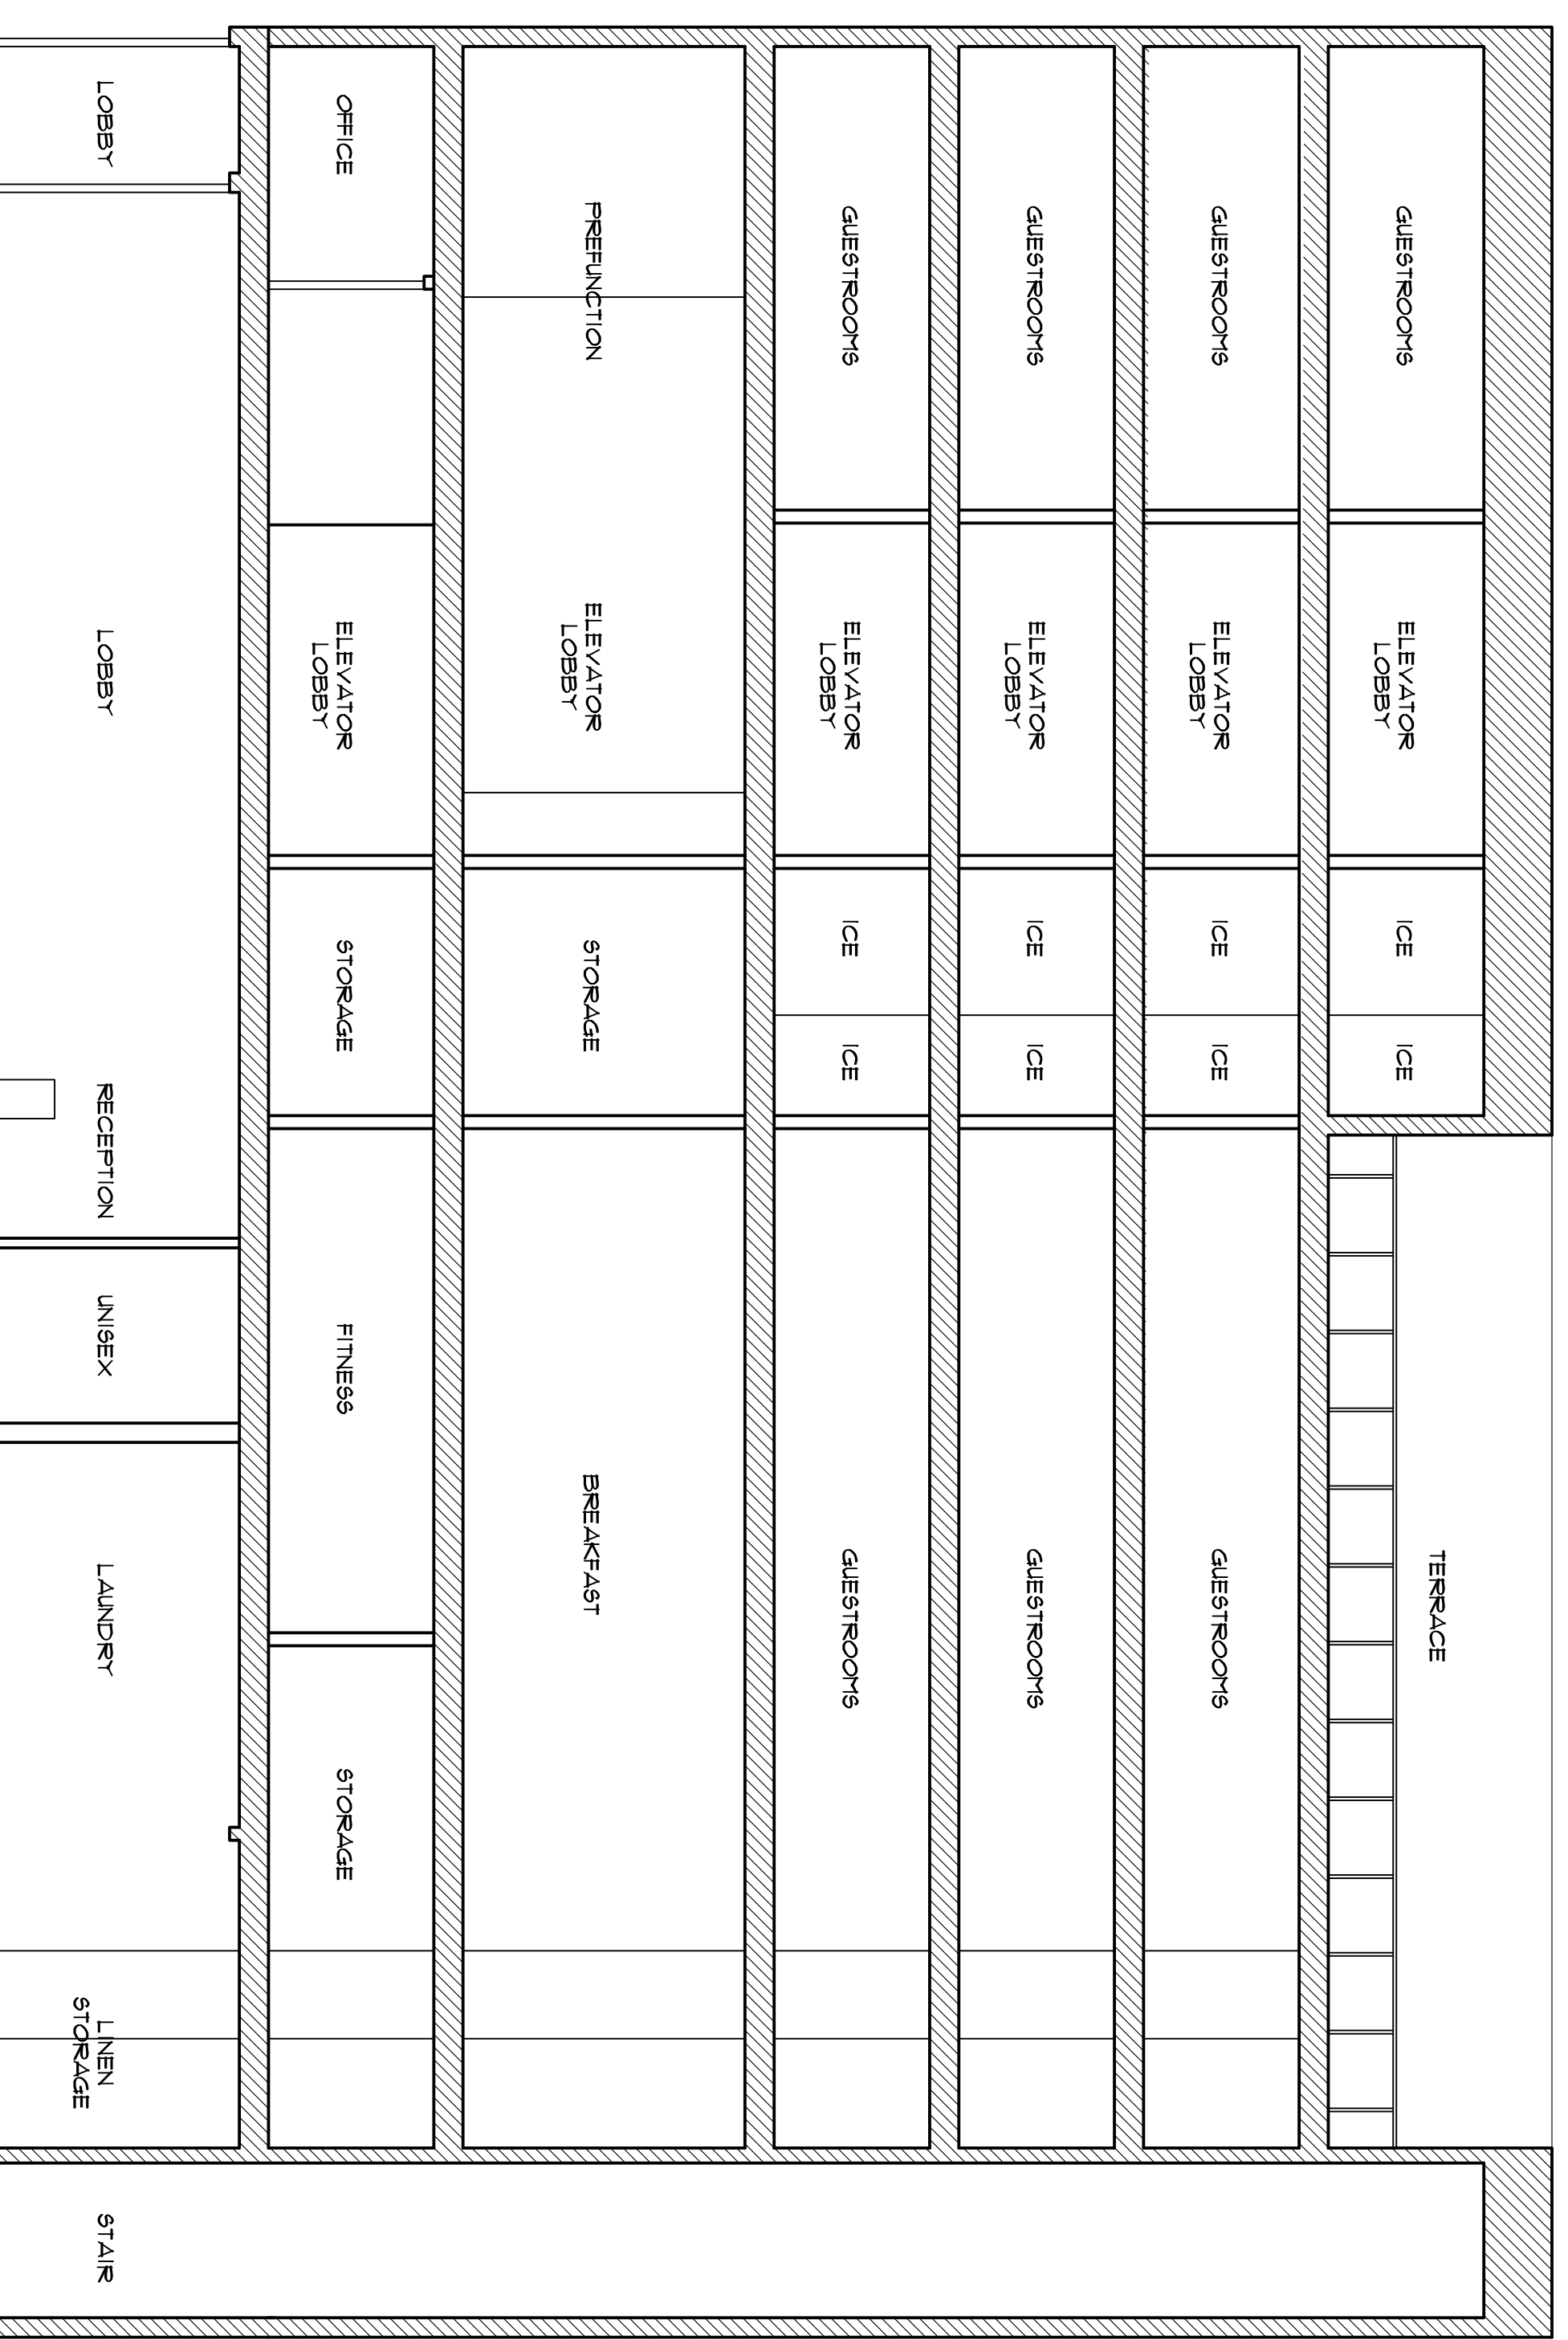 TERRACE
GUESTROOMS
ELEVATOR
LOBBY
ICE
ICE
GUESTROOMS
ELEVATOR
LOBBY
ICE
ICE
GUESTROOMS
GUESTROOMS
ELEVATOR
LOBBY
ICE
ICE
GUESTROOMS
GUESTROOMS
ELEVATOR
LOBBY
ICE
ICE
GUESTROOMS
PREFUNCTION
ELEVATOR
LOBBY
STORAGE
BREAKFAST
OFFICE
ELEVATOR
LOBBY
STORAGE
FITNESS
STORAGE
LOBBY
LOBBY
RECEPTION
UNISEX
LAUNDRY
LINEN
STORAGE
STAIR